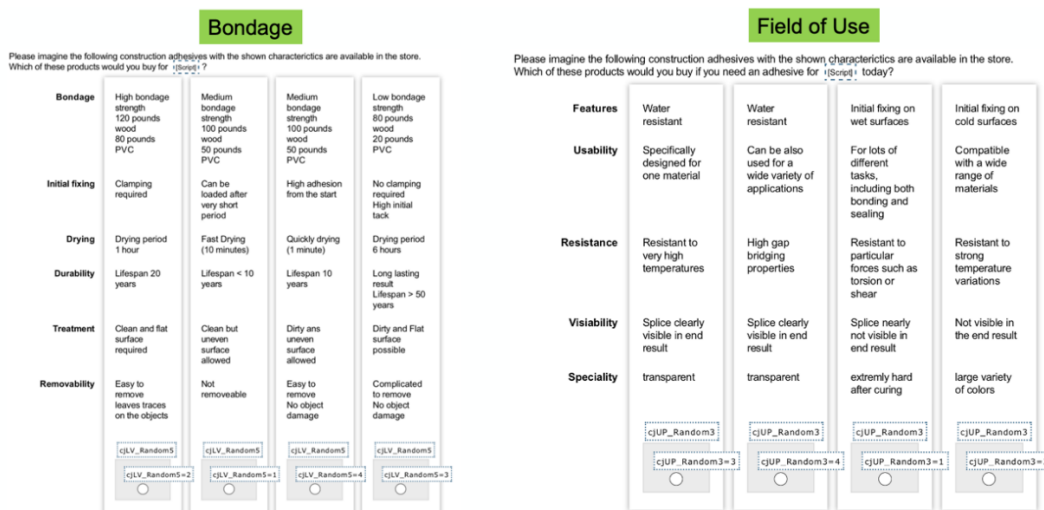 Bondage
Please imagine the following construction adhesives with the shown characterictics are available in the store.
Which of these products would you buy for [Script] ?
Bondage
High bondage
strength
120 pounds
wood
80 pounds
PVC
Medium
bondage
strength
100 pounds
wood
50 pounds
PVC
Medium
bondage
strength
100 pounds
wood
50 pounds
PVC
Low bondage
strength
80 pounds
wood
20 pounds
PVC
Initial fixing
Clamping
required
Can be
loaded after
very short
period
High adhesion
from the start
No clamping
required
High initial
tack
Drying
Drying period
1 hour
Fast Drying
(10 minutes)
Quickly drying
(1 minute)
Drying period
6 hours
Durability
Lifespan 20
years
Lifespan < 10
years
Lifespan 10
years
Long lasting
result
Lifespan > 50
years
Treatment
Clean and flat
surface
required
Clean but
uneven
surface
allowed
Dirty ans
uneven
surface
allowed
Dirty and Flat
surface
possible
Removability
Easy to
remove
leaves traces
on the objects
Not
removeable
Easy to
remove
No object
damage
Complicated
to remove
No object
damage
cjLV_Random5
cjLV_Random5
cjLV_Random5
cjLV_Random5
cjLV_Random5=2
cjLV_Random5=1
cjLV_Random5=4
cjLV_Random5=3
Field of Use
Please imagine the following construction adhesives with the shown characterictics are available in the store.
Which of these products would you buy if you need an adhesive for [Script] today?
Features
Water
resistant
Water
resistant
Initial fixing on
wet surfaces
Initial fixing on
cold surfaces
Usability
Specifically
designed for
one material
Can be also
used for a
wide variety of
applications
For lots of
different
tasks,
including both
bonding and
sealing
Compatible
with a wide
range of
materials
Resistance
Resistant to
very high
temperatures
High gap
bridging
properties
Resistant to
particular
forces such as
torsion or
shear
Resistant to
strong
temperature
variations
Visiability
Splice clearly
visible in end
result
Splice clearly
visible in end
result
Splice nearly
not visible in
end result
Not visible in
the end result
Speciality
transparent
transparent
extremly hard
after curing
large variety
of colors
cjUP_Random3
cjUP_Random3
cjUP_Random3
cjUP_Random3
cjUP_Random3=3
cjUP_Random3=4
cjUP_Random3=1
cjUP_Random3=